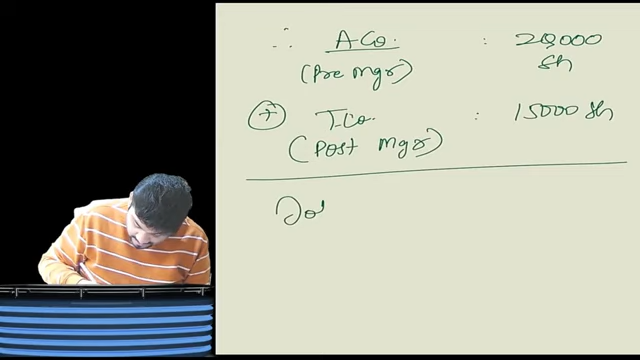 ∴ A Co. : 20,000 Sh
(Pre Mgr)
(+) T.Co. : 15000 Sh
(Post Mgr)